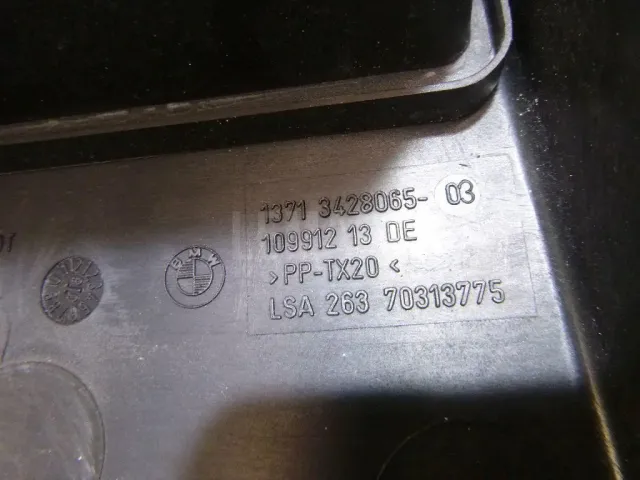 1371 3428065- 03
109912 13 DE
>PP-TX20<
LSA 263 70313775
BMW